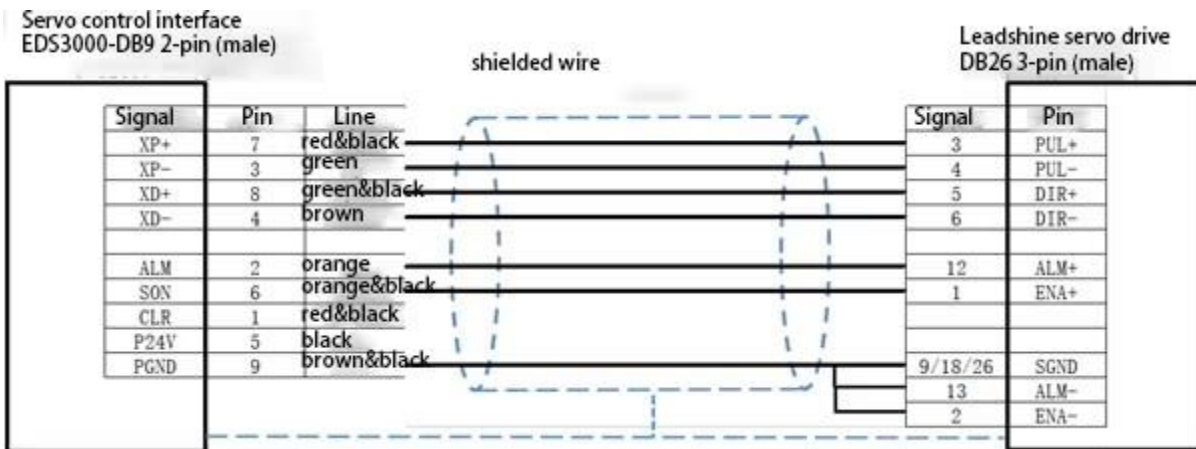 Servo control interface
EDS3000-DB9 2-pin (male)
shielded wire
Leadshine servo drive
DB26 3-pin (male)
Signal Pin Line Signal Pin
XP+ 7 red&black 3 PUL+
XP- 3 green 4 PUL-
XD+ 8 green&black 5 DIR+
XD- 4 brown 6 DIR-
ALM 2 orange 12 ALM+
SON 6 orange&black 1 ENA+
CLR 1 red&black
P24V 5 black
PGND 9 brown&black 9/18/26 SGND
13 ALM-
2 ENA-